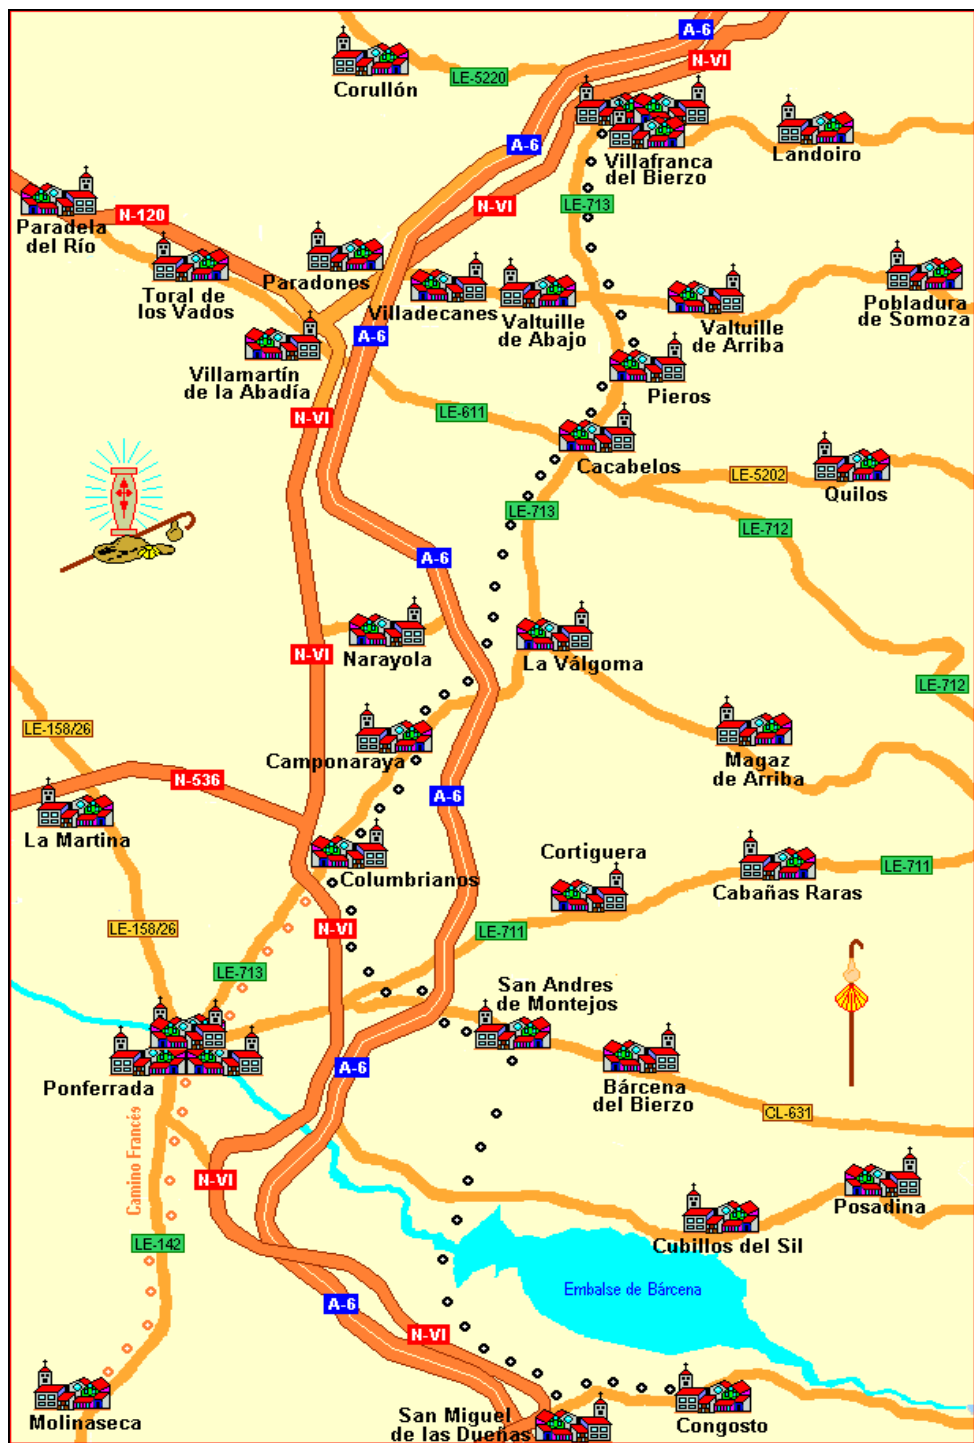 A-6
N-VI
Corullón
LE-5220
A-6
Villafranca
del Bierzo
Landoiro
Paradela
del Río
N-120
N-VI
LE-713
Toral de
los Vados
Paradones
Villadecanes
Valtuille
de Abajo
Valtuille
de Arriba
Pobladura
de Somoza
A-6
Villamartín
de la Abadía
N-VI
LE-611
Pieros
Cacabelos
LE-5202
Quilos
LE-713
LE-712
A-6
Narayola
N-VI
La Válgoma
LE-712
LE-158/26
Camponaraya
Magaz
de Arriba
N-536
A-6
La Martina
Columbrianos
Cortiguera
Cabañas Raras
LE-711
LE-158/26
N-VI
LE-711
LE-713
San Andres
de Montejos
Ponferrada
A-6
Bárcena
del Bierzo
CL-631
Camino Francés
N-VI
Posadina
LE-142
Cubillos del Sil
Embalse de Bárcena
A-6
N-VI
Molinaseca
San Miguel
de las Dueñas
Congosto